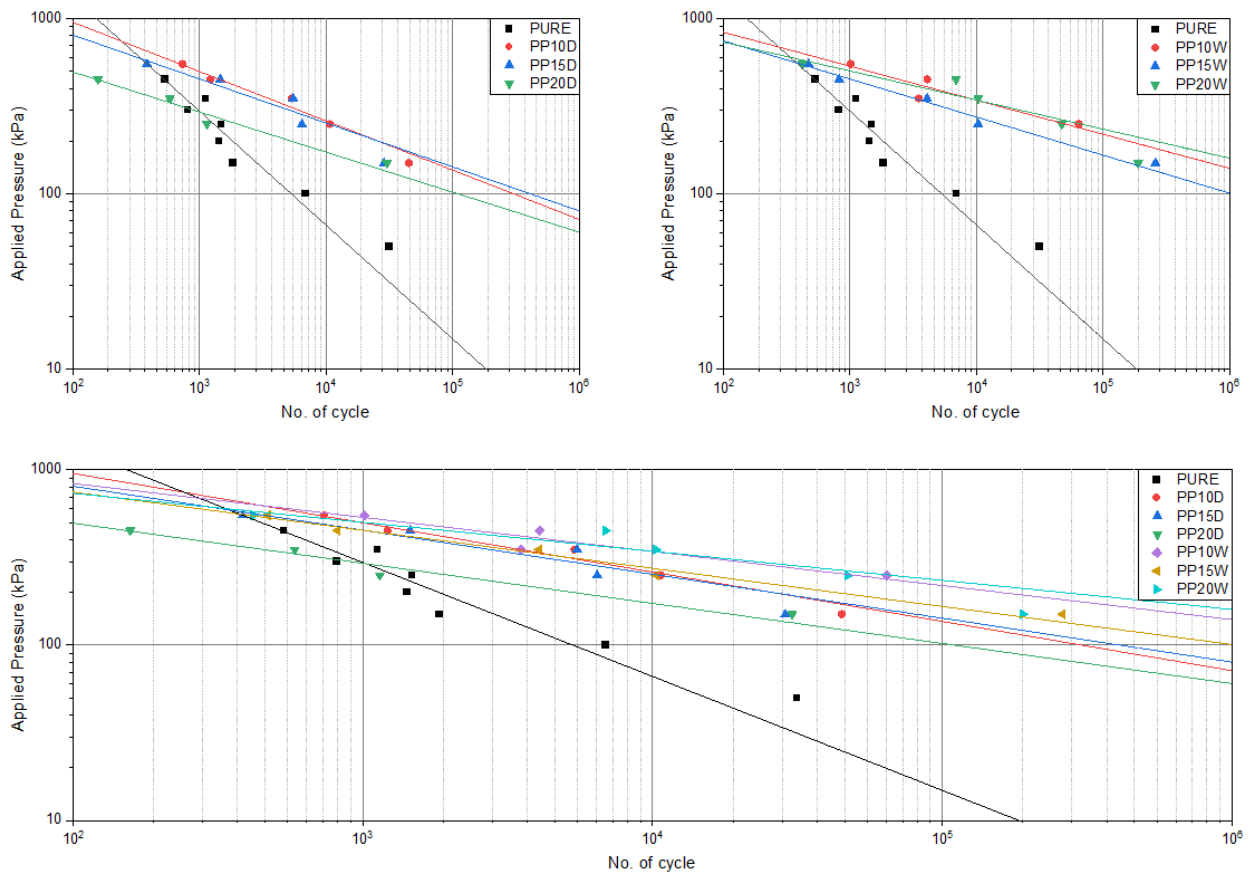 1000
100
10
Applied Pressure (kPa)
10²
10³
10⁴
10⁵
10⁶
No. of cycle
PURE
PP10D
PP15D
PP20D
1000
100
10
Applied Pressure (kPa)
10²
10³
10⁴
10⁵
10⁶
No. of cycle
PURE
PP10W
PP15W
PP20W
1000
100
10
Applied Pressure (kPa)
10²
10³
10⁴
10⁵
10⁶
No. of cycle
PURE
PP10D
PP15D
PP20D
PP10W
PP15W
PP20W